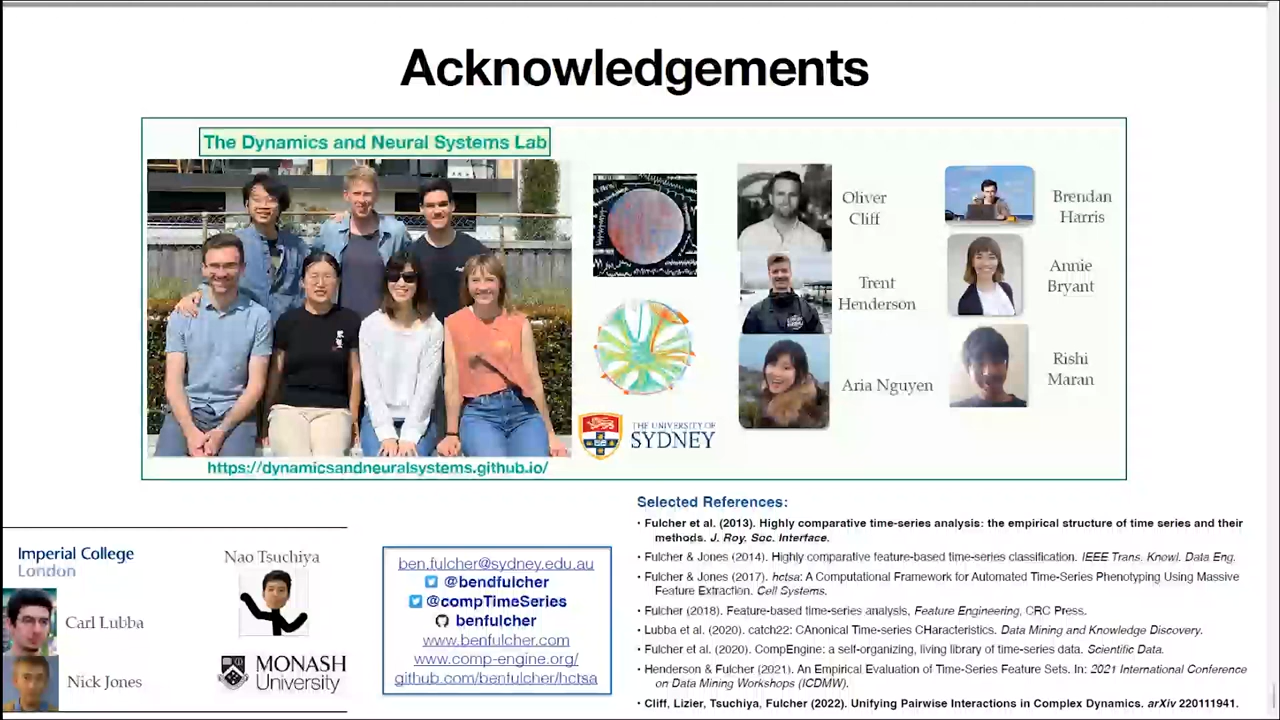 Acknowledgements
The Dynamics and Neural Systems Lab
https://dynamicsandneuralsystems.github.io/
THE UNIVERSITY OF
SYDNEY
Oliver
Cliff
Trent
Henderson
Aria Nguyen
Brendan
Harris
Annie
Bryant
Rishi
Maran
Imperial College
London
Carl Lubba
Nick Jones
Nao Tsuchiya
MONASH
University
ben.fulcher@sydney.edu.au
@bendfulcher
@compTimeSeries
benfulcher
www.benfulcher.com
www.comp-engine.org/
github.com/benfulcher/hctsa
Selected References:
• Fulcher et al. (2013). Highly comparative time-series analysis: the empirical structure of time series and their
methods. J. Roy. Soc. Interface.
• Fulcher & Jones (2014). Highly comparative feature-based time-series classification. IEEE Trans. Knowl. Data Eng.
• Fulcher & Jones (2017). hctsa: A Computational Framework for Automated Time-Series Phenotyping Using Massive
Feature Extraction. Cell Systems.
• Fulcher (2018). Feature-based time-series analysis, Feature Engineering, CRC Press.
• Lubba et al. (2020). catch22: CAnonical Time-series CHaracteristics. Data Mining and Knowledge Discovery.
• Fulcher et al. (2020). CompEngine: a self-organizing, living library of time-series data. Scientific Data.
• Henderson & Fulcher (2021). An Empirical Evaluation of Time-Series Feature Sets. In: 2021 International Conference
on Data Mining Workshops (ICDMW).
• Cliff, Lizier, Tsuchiya, Fulcher (2022). Unifying Pairwise Interactions in Complex Dynamics. arXiv 220111941.